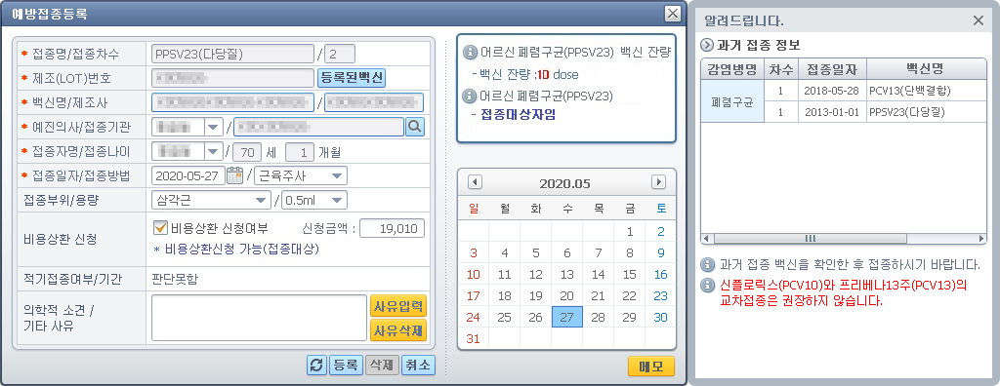 예방접종등록
* 접종명/접종차수 PPSV23(다당질) / 2
* 제조(LOT)번호 등록된백신
* 백신명/제조사 /
* 예진의사/접종기관 /
* 접종자명/접종나이 / 70 세 1 개월
* 접종일자/접종방법 2020-05-27 / 근육주사
접종부위/용량 삼각근 / 0.5ml
비용상환 신청 비용상환 신청여부 신청금액 : 19,010
* 비용상환신청 가능(접종대상)
적기접종여부/기간 판단못함
의학적 소견 /
기타 사유
사유입력
사유삭제
등록 삭제 취소
어르신 폐렴구균(PPSV23) 백신 잔량
- 백신 잔량 :10 dose
어르신 폐렴구균(PPSV23)
- 접종대상자임
2020.05
일 월 화 수 목 금 토
1 2
3 4 5 6 7 8 9
10 11 12 13 14 15 16
17 18 19 20 21 22 23
24 25 26 27 28 29 30
31
메모
알려드립니다.
과거 접종 정보
감염병명 차수 접종일자 백신명
폐렴구균 1 2018-05-28 PCV13(단백결합)
1 2013-01-01 PPSV23(다당질)
과거 접종 백신을 확인한 후 접종하시기 바랍니다.
신플로릭스(PCV10)와 프리베나13주(PCV13)의
교차접종은 권장하지 않습니다.